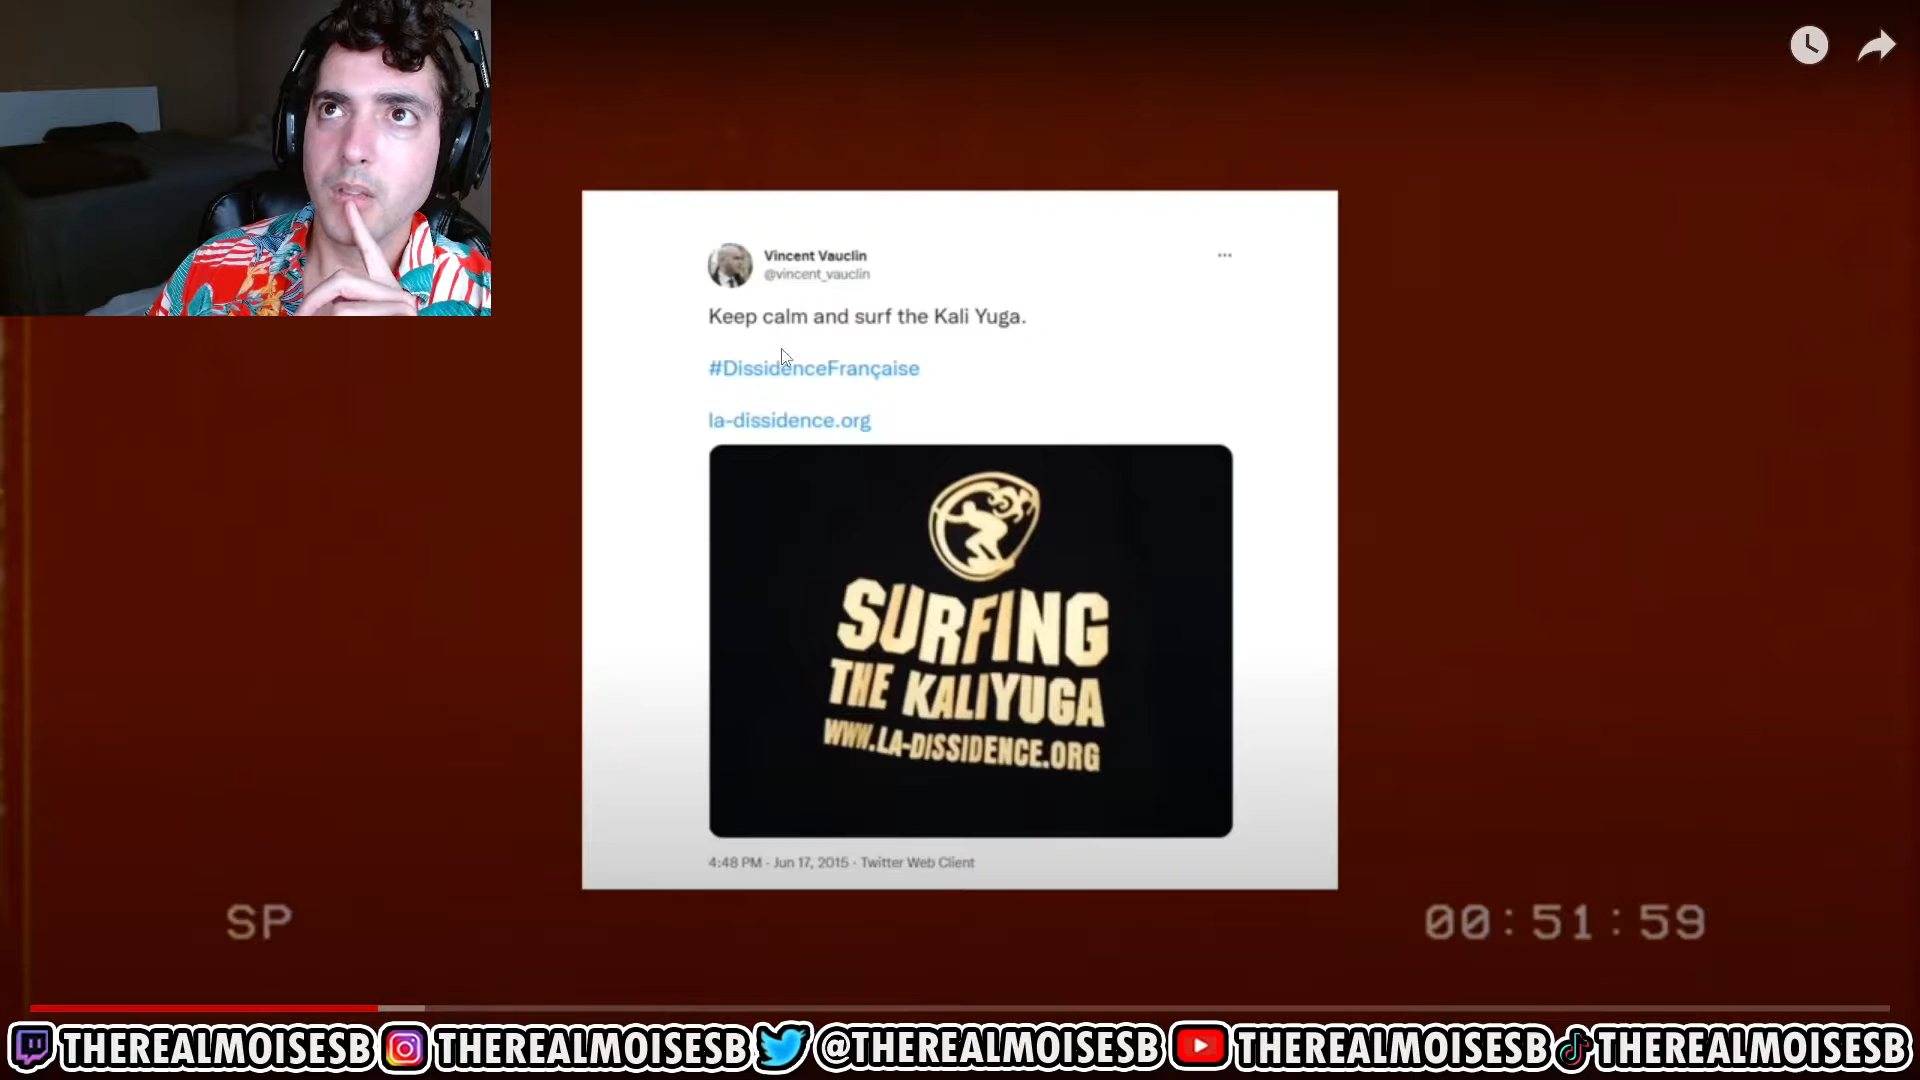 Vincent Vauclin
@vincent_vauclin
Keep calm and surf the Kali Yuga.
#DissidenceFrançaise
la-dissidence.org
SURFING
THE KALIYUGA
WWW.LA-DISSIDENCE.ORG
4:48 PM · Jun 17, 2015 · Twitter Web Client
SP
00:51:59
THEREALMOISESB THEREALMOISESB @THEREALMOISESB THEREALMOISESB THEREALMOISESB